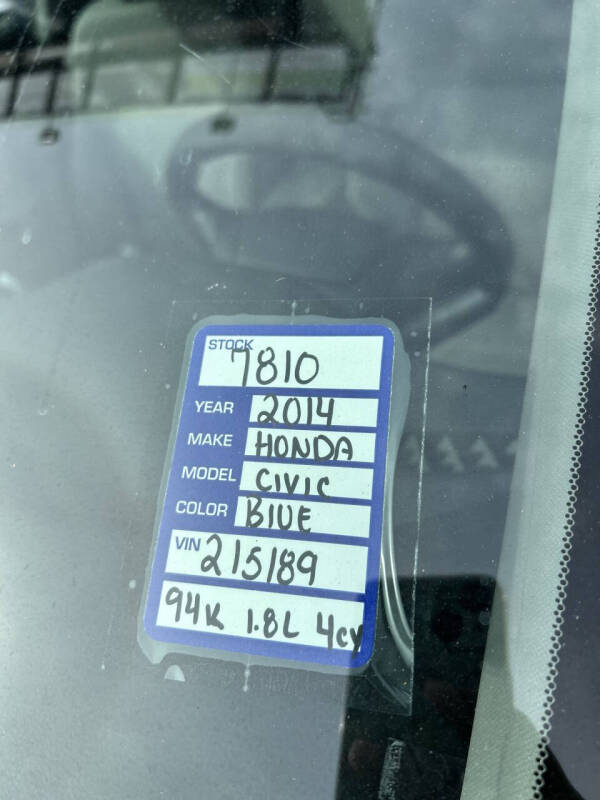 STOCK 7810
YEAR 2014
MAKE HONDA
MODEL CIVIC
COLOR BlUE
VIN 215189
94K 1.8L 4cy